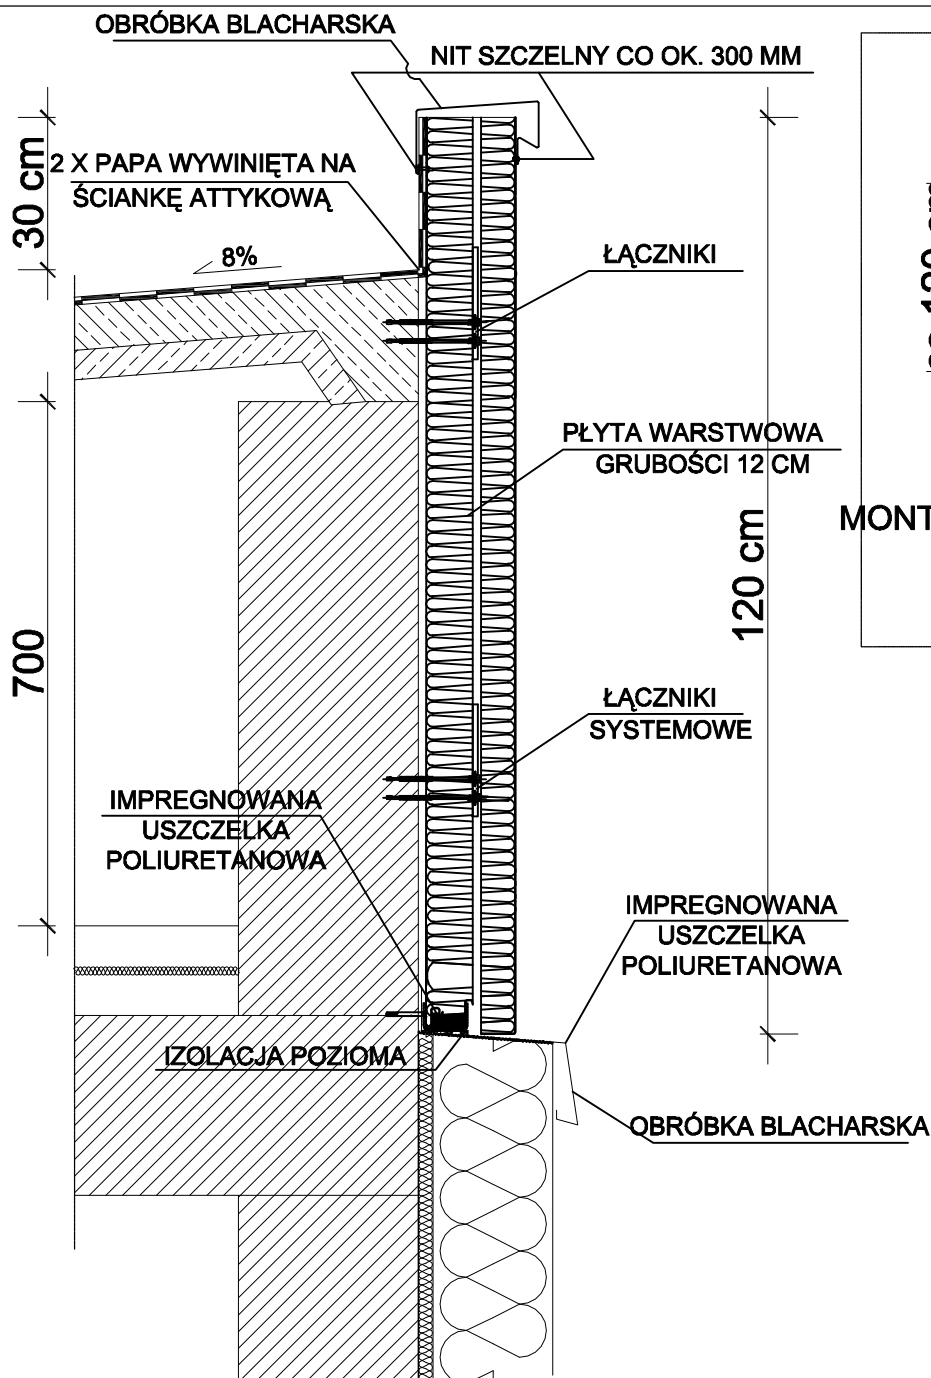 OBRÓBKA BLACHARSKA
NIT SZCZELNY CO OK. 300 MM
30 cm
2 X PAPA WYWINIĘTA NA
ŚCIANKĘ ATTYKOWĄ
8%
ŁĄCZNIKI
PŁYTA WARSTWOWA
GRUBOŚCI 12 CM
MONT
120 cm
700
ŁĄCZNIKI
SYSTEMOWE
IMPREGNOWANA
USZCZELKA
POLIURETANOWA
IMPREGNOWANA
USZCZELKA
POLIURETANOWA
IZOLACJA POZIOMA
OBRÓBKA BLACHARSKA